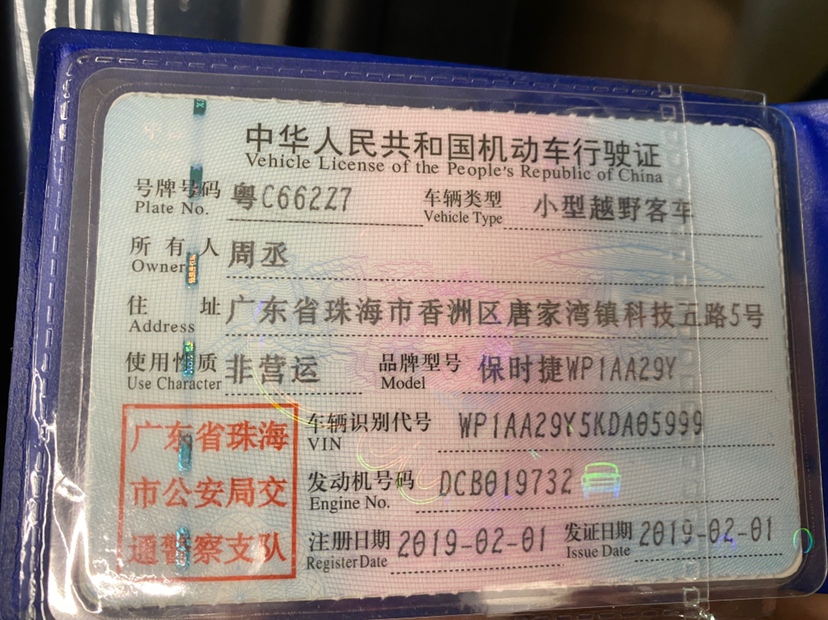 中华人民共和国机动车行驶证
Vehicle License of the People's Republic of China
号牌号码 粤C662Z7 车辆类型 小型越野客车
Plate No. Vehicle Type
所有人 周丞
Owner
住址 广东省珠海市香洲区唐家湾镇科技五路5号
Address
使用性质 非营运 品牌型号 保时捷WP1AA29Y
Use Character Model
广东省珠海
市公安局交
通警察支队
车辆识别代号 WP1AA29Y5KDA05999
VIN
发动机号码 DCB019732
Engine No.
注册日期 2019-02-01 发证日期 2019-02-01
Register Date Issue Date